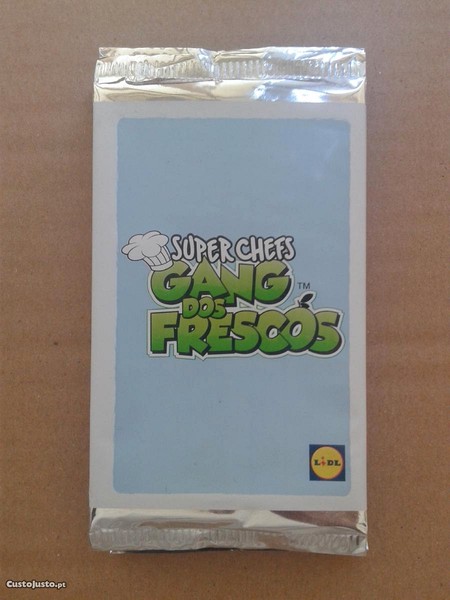 SUPER CHEFS
GANG
DOS
FRESCOS
TM
LIDL
CustoJusto.pt